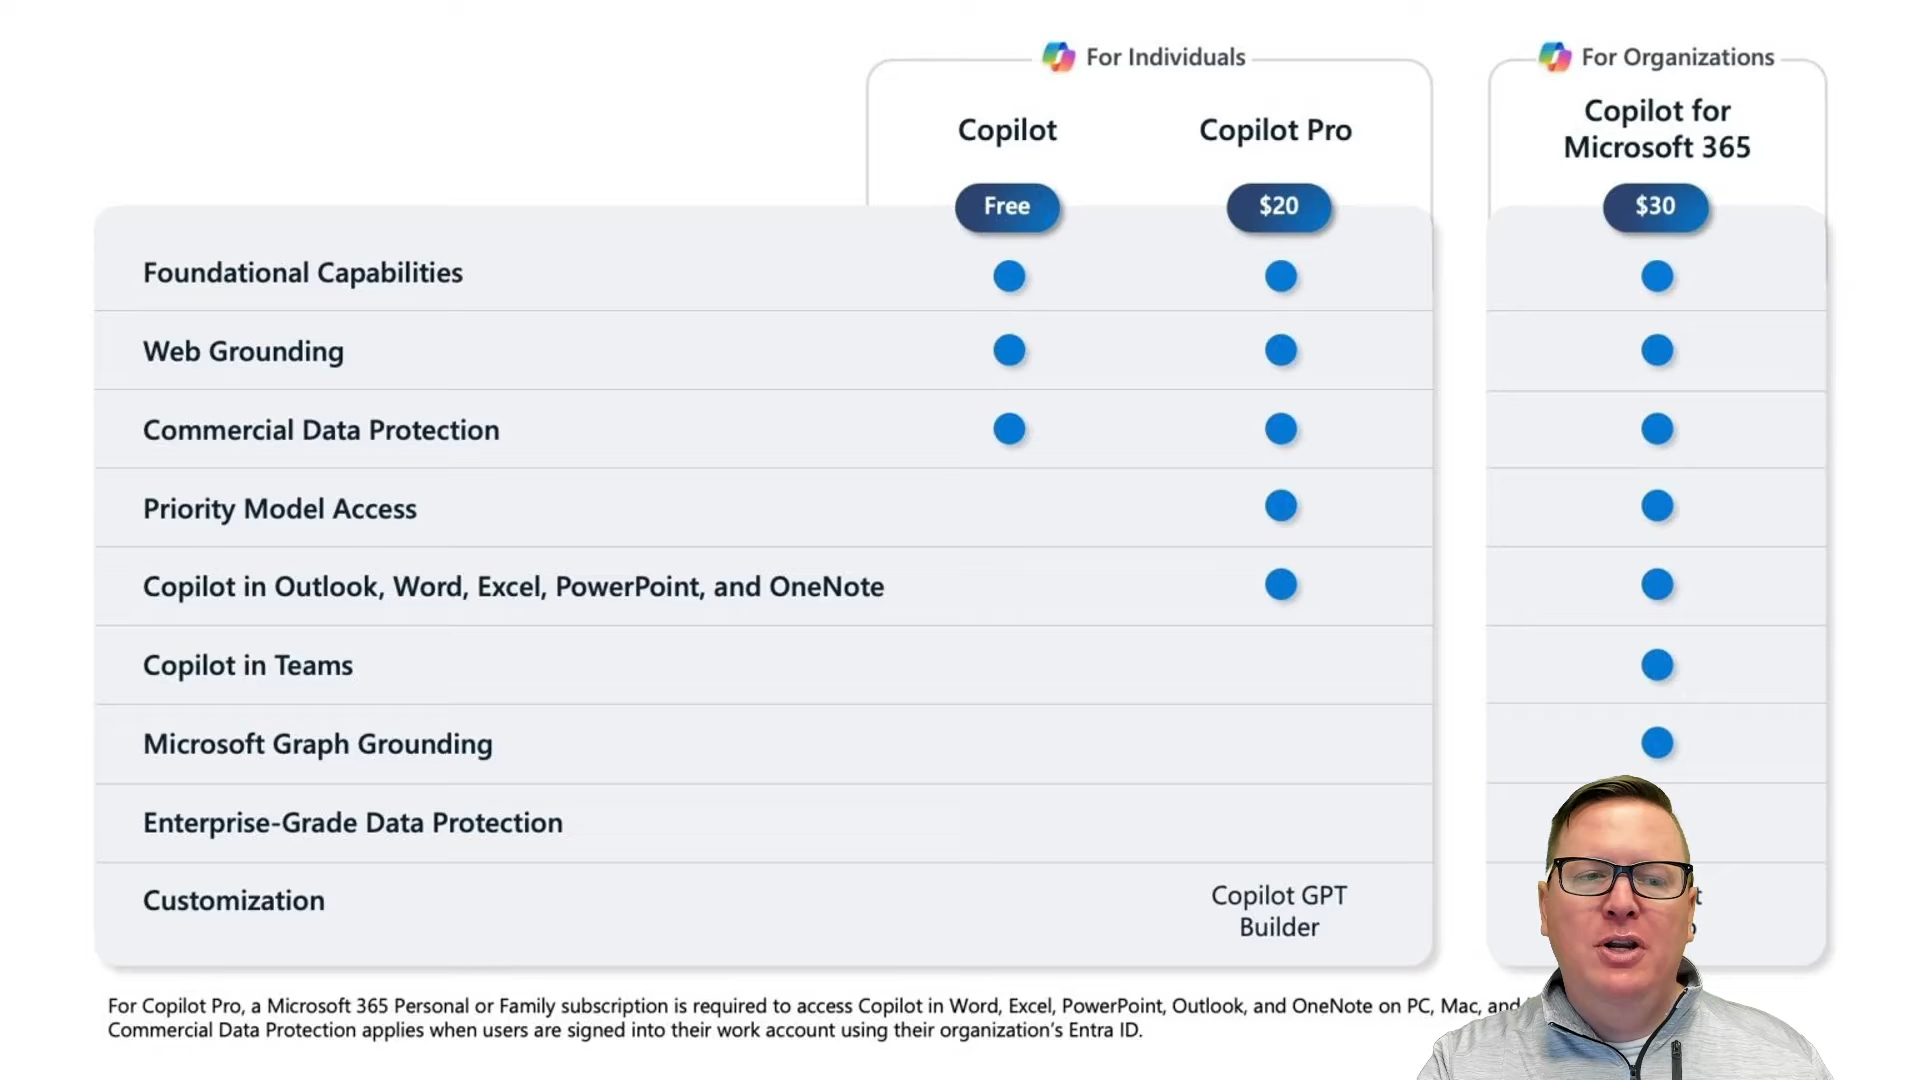 For Individuals
For Organizations
Copilot
Copilot Pro
Copilot for
Microsoft 365
Free
$20
$30
Foundational Capabilities
Web Grounding
Commercial Data Protection
Priority Model Access
Copilot in Outlook, Word, Excel, PowerPoint, and OneNote
Copilot in Teams
Microsoft Graph Grounding
Enterprise-Grade Data Protection
Customization
Copilot GPT
Builder
For Copilot Pro, a Microsoft 365 Personal or Family subscription is required to access Copilot in Word, Excel, PowerPoint, Outlook, and OneNote on PC, Mac, and
Commercial Data Protection applies when users are signed into their work account using their organization's Entra ID.